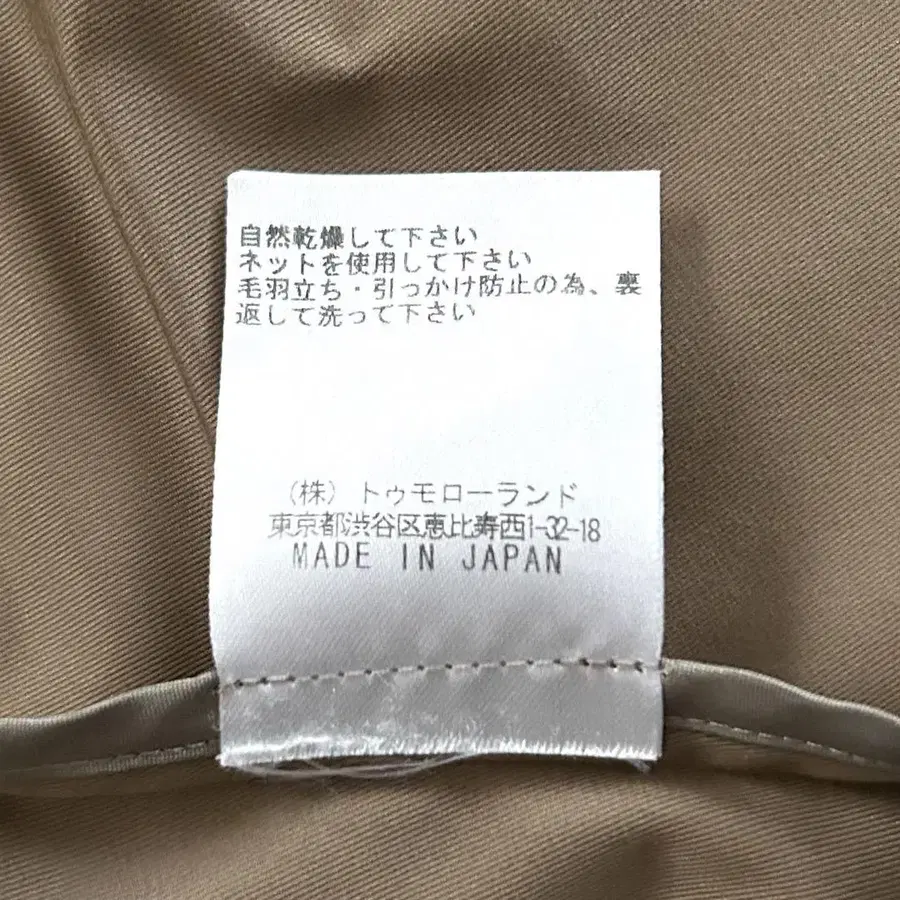 自然乾燥して下さい
ネットを使用して下さい
毛羽立ち・引っかけ防止の為、裏
返して洗って下さい
（株）トゥモローランド
東京都渋谷区恵比寿西1-32-18
MADE IN JAPAN